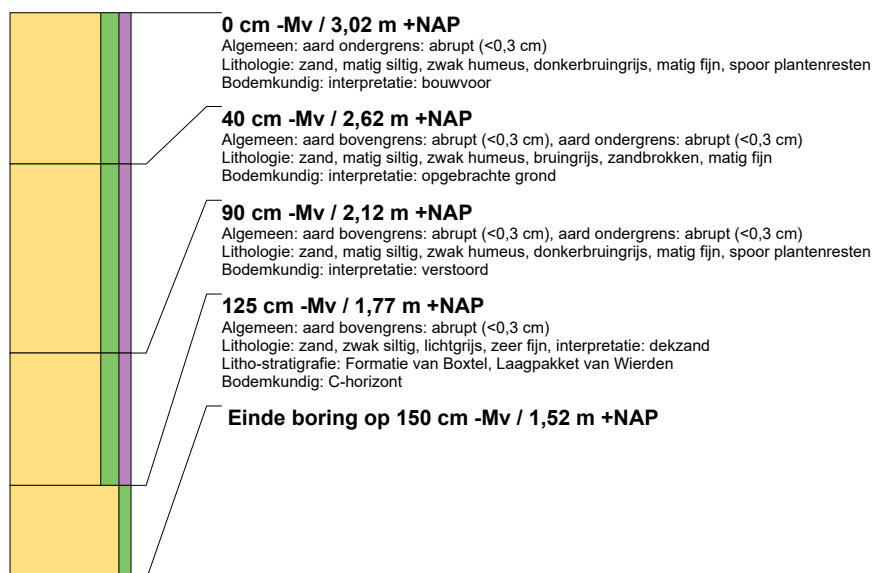 0 cm -Mv / 3,02 m +NAP
Algemeen: aard ondergrens: abrupt (<0,3 cm)
Lithologie: zand, matig siltig, zwak humeus, donkerbruingrijs, matig fijn, spoor plantenresten
Bodemkundig: interpretatie: bouwvoor
40 cm -Mv / 2,62 m +NAP
Algemeen: aard bovengrens: abrupt (<0,3 cm), aard ondergrens: abrupt (<0,3 cm)
Lithologie: zand, matig siltig, zwak humeus, bruingrijs, zandbrokken, matig fijn
Bodemkundig: interpretatie: opgebrachte grond
90 cm -Mv / 2,12 m +NAP
Algemeen: aard bovengrens: abrupt (<0,3 cm), aard ondergrens: abrupt (<0,3 cm)
Lithologie: zand, matig siltig, zwak humeus, donkerbruingrijs, matig fijn, spoor plantenresten
Bodemkundig: interpretatie: verstoord
125 cm -Mv / 1,77 m +NAP
Algemeen: aard bovengrens: abrupt (<0,3 cm)
Lithologie: zand, zwak siltig, lichtgrijs, zeer fijn, interpretatie: dekzand
Litho-stratigrafie: Formatie van Boxtel, Laagpakket van Wierden
Bodemkundig: C-horizont
Einde boring op 150 cm -Mv / 1,52 m +NAP